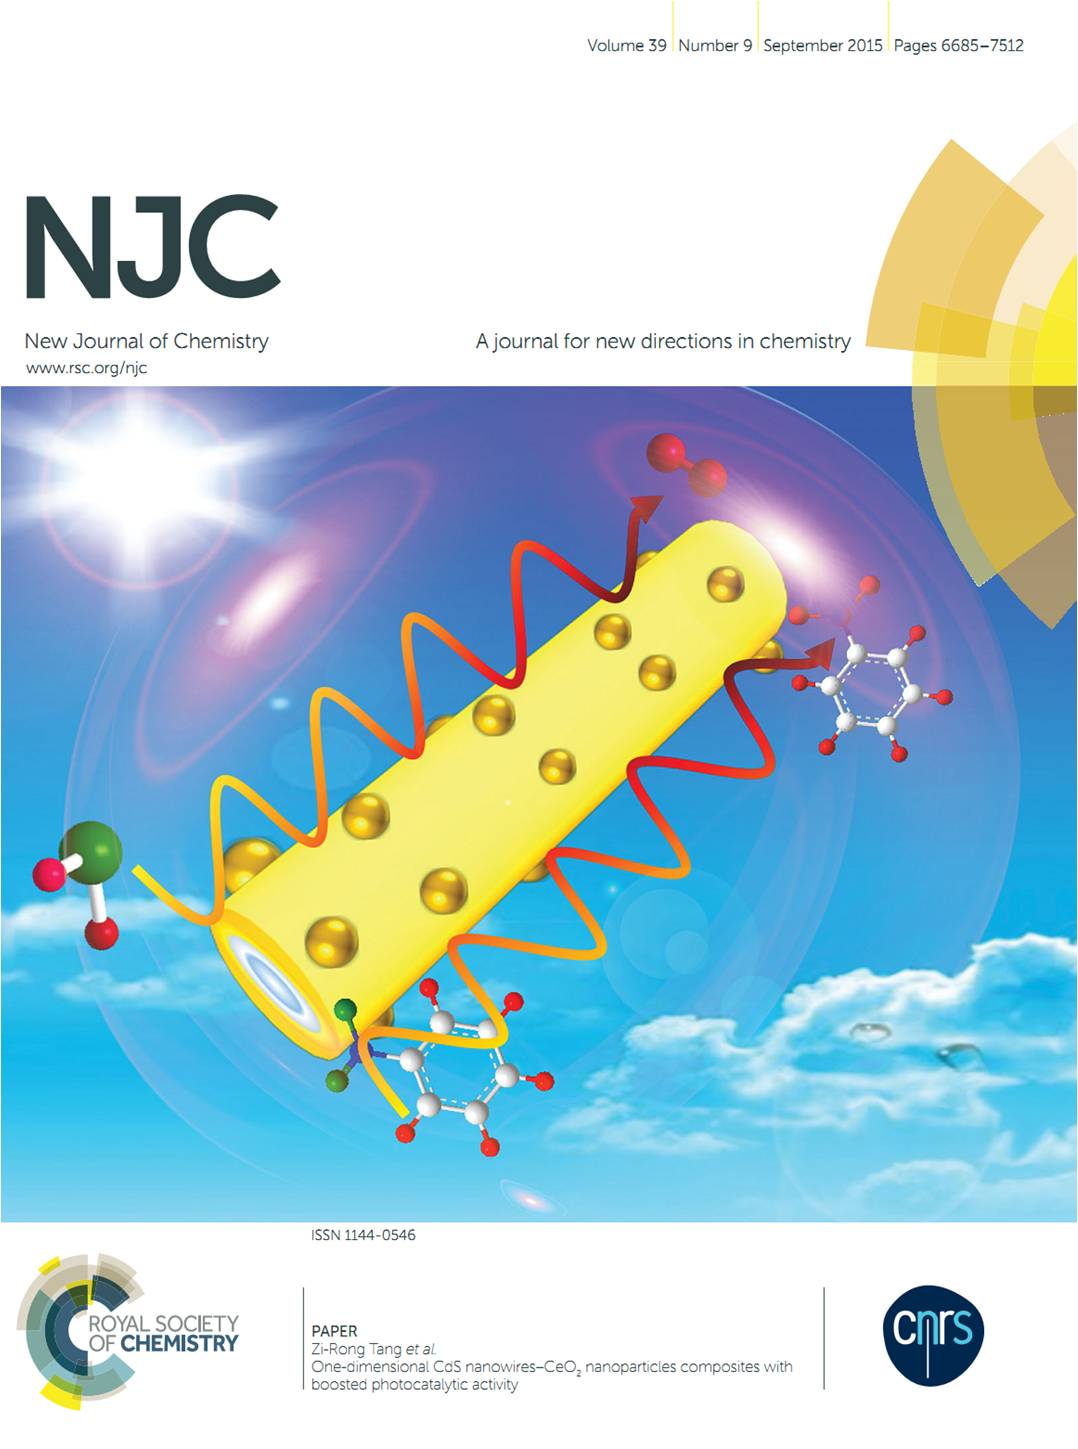 Volume 39 Number 9 September 2015 Pages 6685–7512
NJC
New Journal of Chemistry
A journal for new directions in chemistry
www.rsc.org/njc
ISSN 1144-0546
ROYAL SOCIETY
OF CHEMISTRY
PAPER
Zi-Rong Tang et al.
One-dimensional CdS nanowires–CeO₂ nanoparticles composites with
boosted photocatalytic activity
cnrs